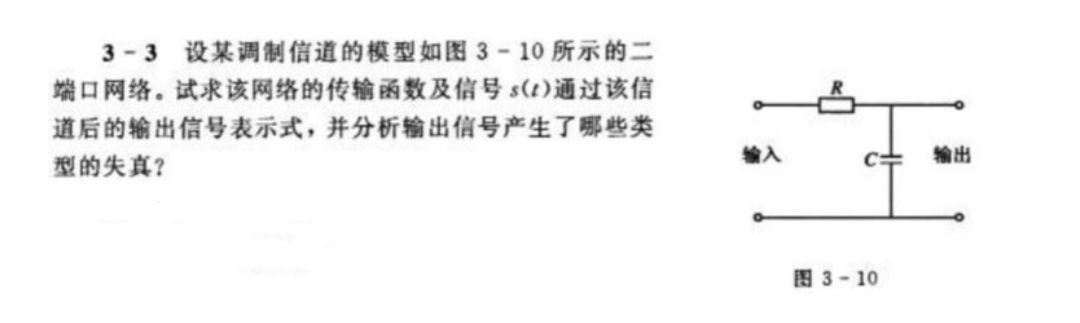 3-3 设某调制信道的模型如图 3-10 所示的二
端口网络。试求该网络的传输函数及信号 s(t)通过该信
道后的输出信号表示式，并分析输出信号产生了哪些类
型的失真？
R
输入
C
输出
图 3-10